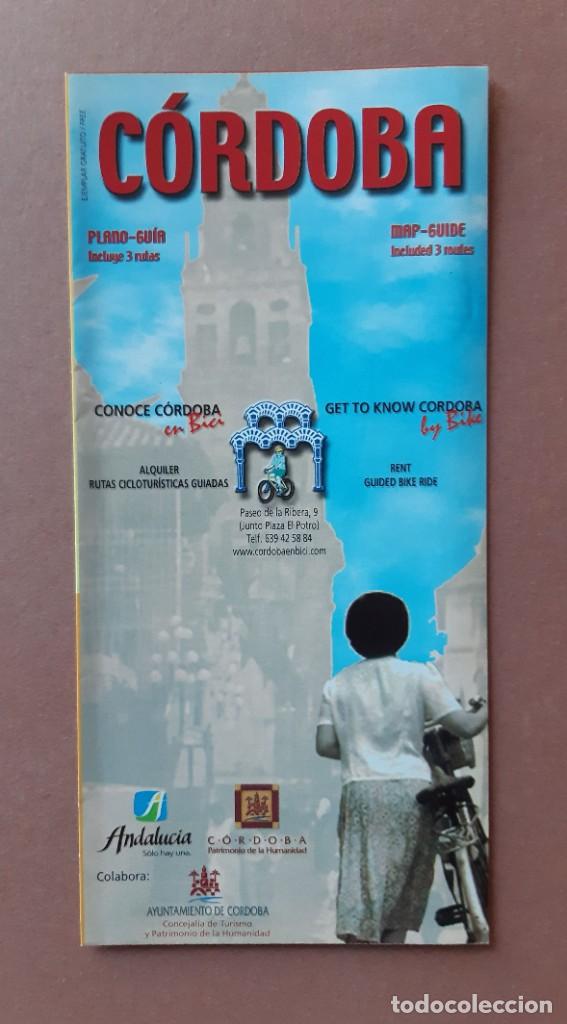 EJEMPLAR GRATUITO / FREE
CÓRDOBA
PLANO-GUÍA
Incluye 3 rutas
MAP-GUIDE
Included 3 routes
CONOCE CÓRDOBA
en Bici
GET TO KNOW CORDOBA
by Bike
ALQUILER
RUTAS CICLOTURÍSTICAS GUIADAS
RENT
GUIDED BIKE RIDE
Paseo de la Ribera, 9
(Junto Plaza El Potro)
Telf. 639 42 58 84
www.cordobaenbici.com
Andalucía
Sólo hay una.
C·Ó·R·D·O·B·A
Patrimonio de la Humanidad
Colabora:
AYUNTAMIENTO DE CÓRDOBA
Concejalía de Turismo
y Patrimonio de la Humanidad
todocoleccion